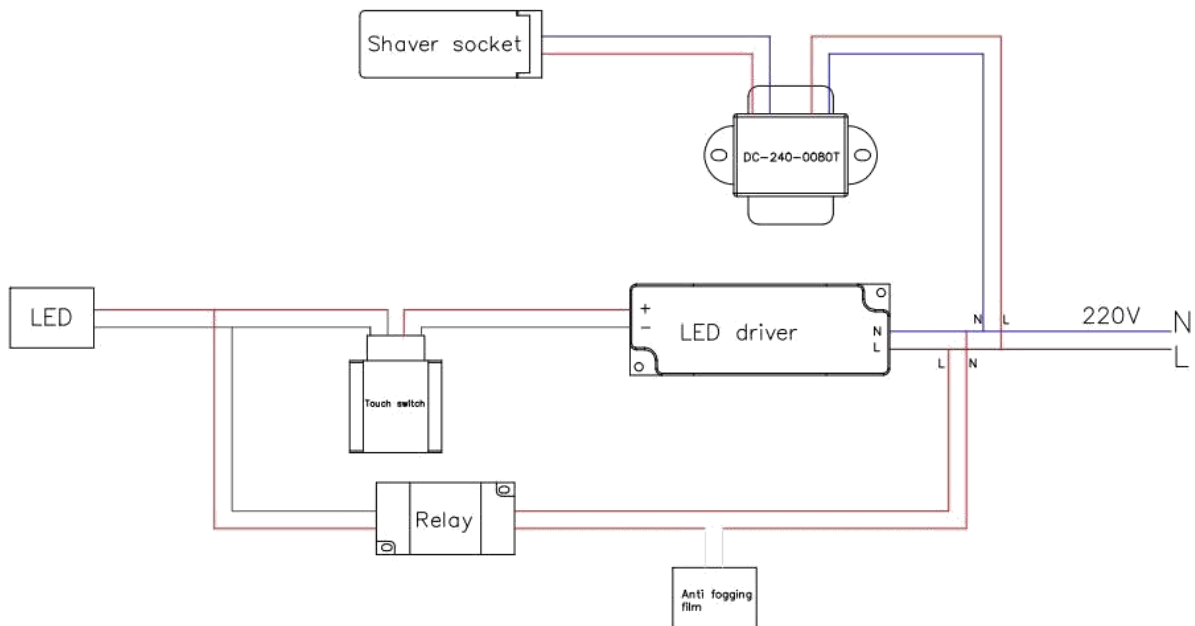 Shaver socket
DC-240-0080T
LED
+
−
LED driver
N
L
N L
220V
N
L
L N
Touch switch
Relay
Anti fogging
film